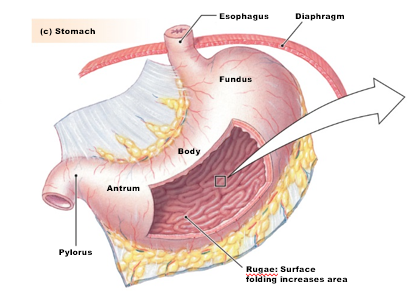 (c) Stomach
Esophagus
Diaphragm
Fundus
Body
Antrum
Pylorus
Rugae: Surface
folding increases area